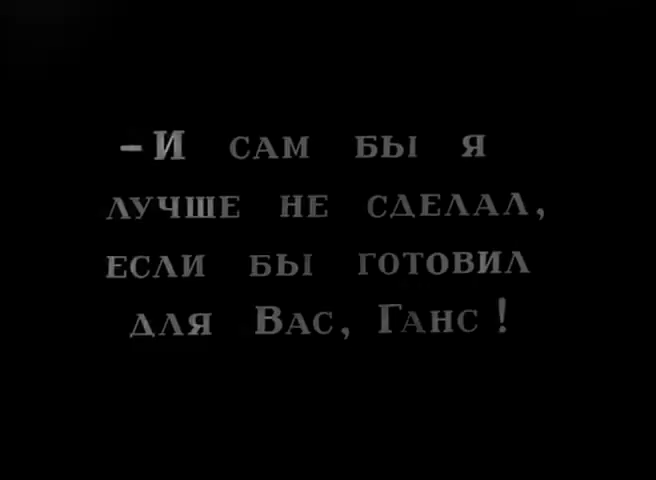 – И сам бы я
лучше не сделал,
если бы готовил
для Вас, Ганс!